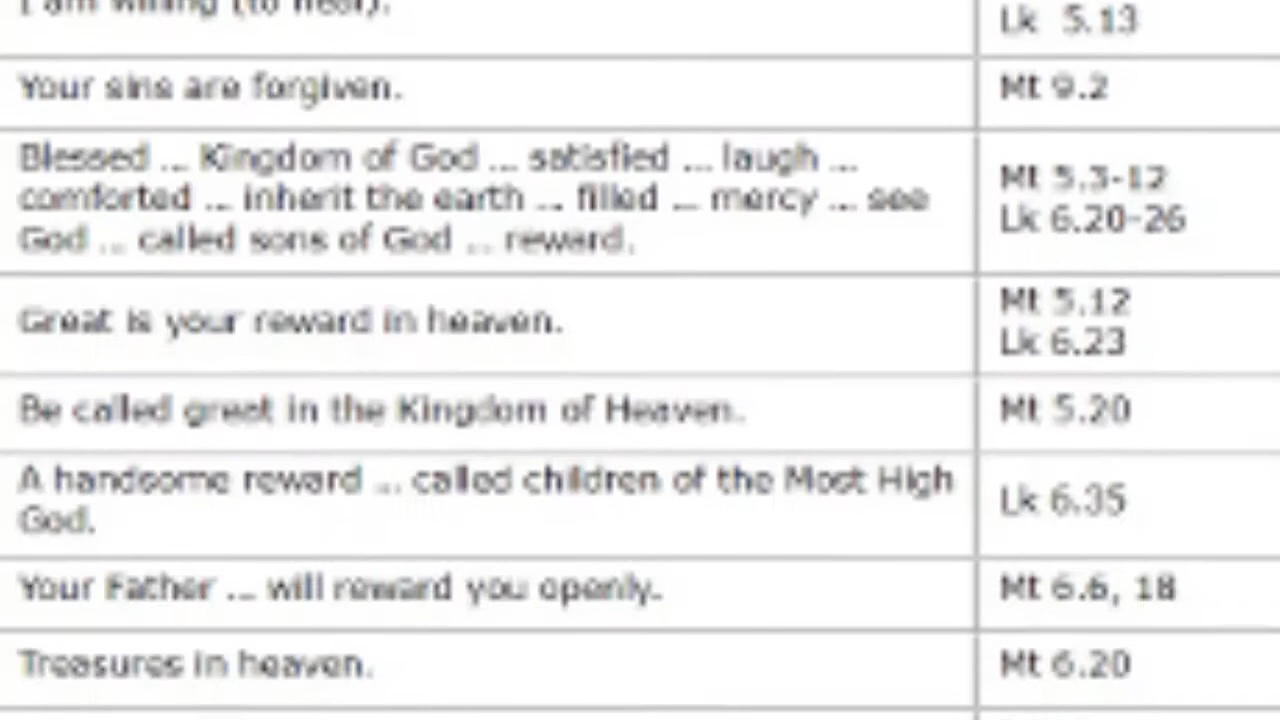 I am willing (to heal).
Lk 5.13
Your sins are forgiven.
Mt 9.2
Blessed ... Kingdom of God ... satisfied ... laugh ...
comforted ... inherit the earth ... filled ... mercy ... see
God ... called sons of God ... reward.
Mt 5.3-12
Lk 6.20-26
Great is your reward in heaven.
Mt 5.12
Lk 6.23
Be called great in the Kingdom of Heaven.
Mt 5.20
A handsome reward ... called children of the Most High
God.
Lk 6.35
Your Father ... will reward you openly.
Mt 6.6, 18
Treasures in heaven.
Mt 6.20